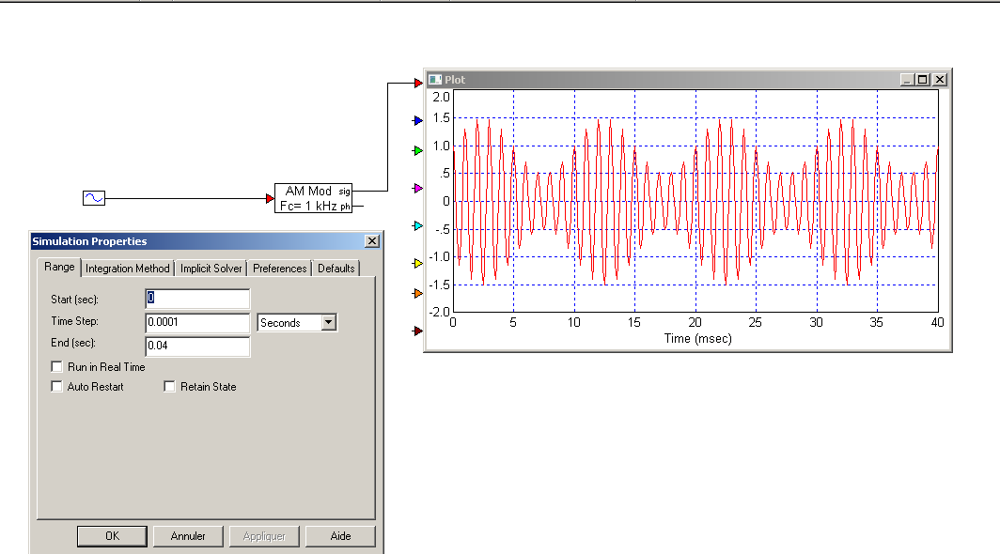 Plot
2.0
1.5
1.0
.5
0
-.5
-1.0
-1.5
-2.0
0 5 10 15 20 25 30 35 40
Time (msec)
AM Mod sig
Fc= 1 kHz ph
Simulation Properties
Range Integration Method Implicit Solver Preferences Defaults
Start (sec): 0
Time Step: 0.0001 Seconds
End (sec): 0.04
Run in Real Time
Auto Restart Retain State
OK Annuler Appliquer Aide